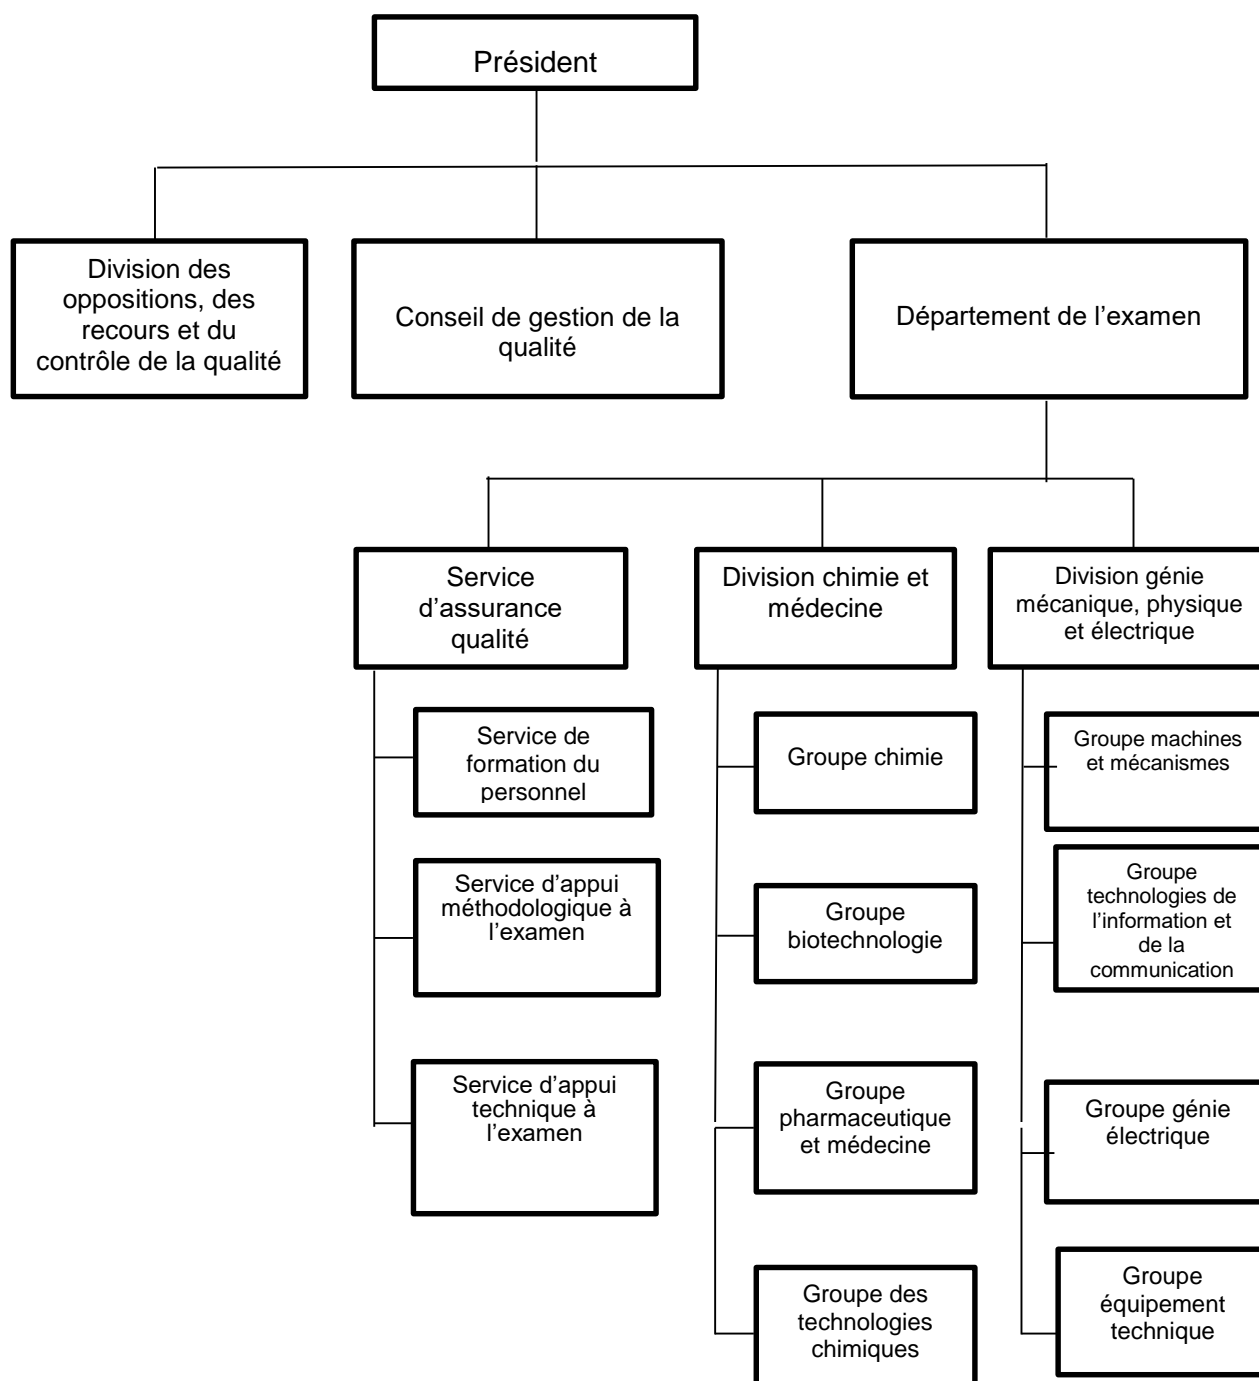 Président
Division des
oppositions, des
recours et du
contrôle de la qualité
Conseil de gestion de la
qualité
Département de l’examen
Service
d’assurance
qualité
Division chimie et
médecine
Division génie
mécanique, physique
et électrique
Service de
formation du
personnel
Service d’appui
méthodologique à
l’examen
Service d’appui
technique à
l’examen
Groupe chimie
Groupe
biotechnologie
Groupe
pharmaceutique
et médecine
Groupe des
technologies
chimiques
Groupe machines
et mécanismes
Groupe
technologies de
l’information et
de la
communication
Groupe génie
électrique
Groupe
équipement
technique